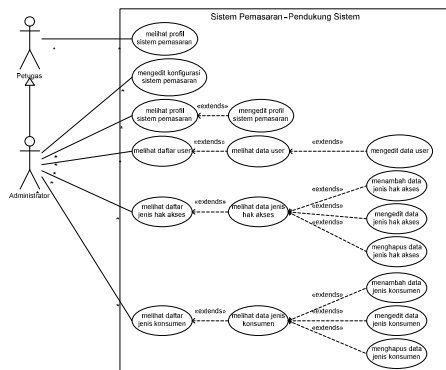 Sistem Pemasaran-Pendukung Sistem
melihat profil
sistem pemasaran
Petugas
*
*
mengedit konfigurasi
sistem pemasaran
*
melihat profil
sistem pemasaran
«extends»
mengedit profil
sistem pemasaran
*
*
melihat daftar user
«extends»
melihat data user
«extends»
mengedit data user
*
*
Administrator
*
*
*
melihat daftar
jenis hak akses
«extends»
melihat data jenis
hak akses
«extends»
menambah data
jenis hak akses
«extends»
mengedit data
jenis hak akses
«extends»
menghapus data
jenis hak akses
*
melihat daftar
jenis konsumen
«extends»
melihat data jenis
konsumen
«extends»
menambah data
jenis konsumen
«extends»
mengedit data
jenis konsumen
«extends»
menghapus data
jenis konsumen
*